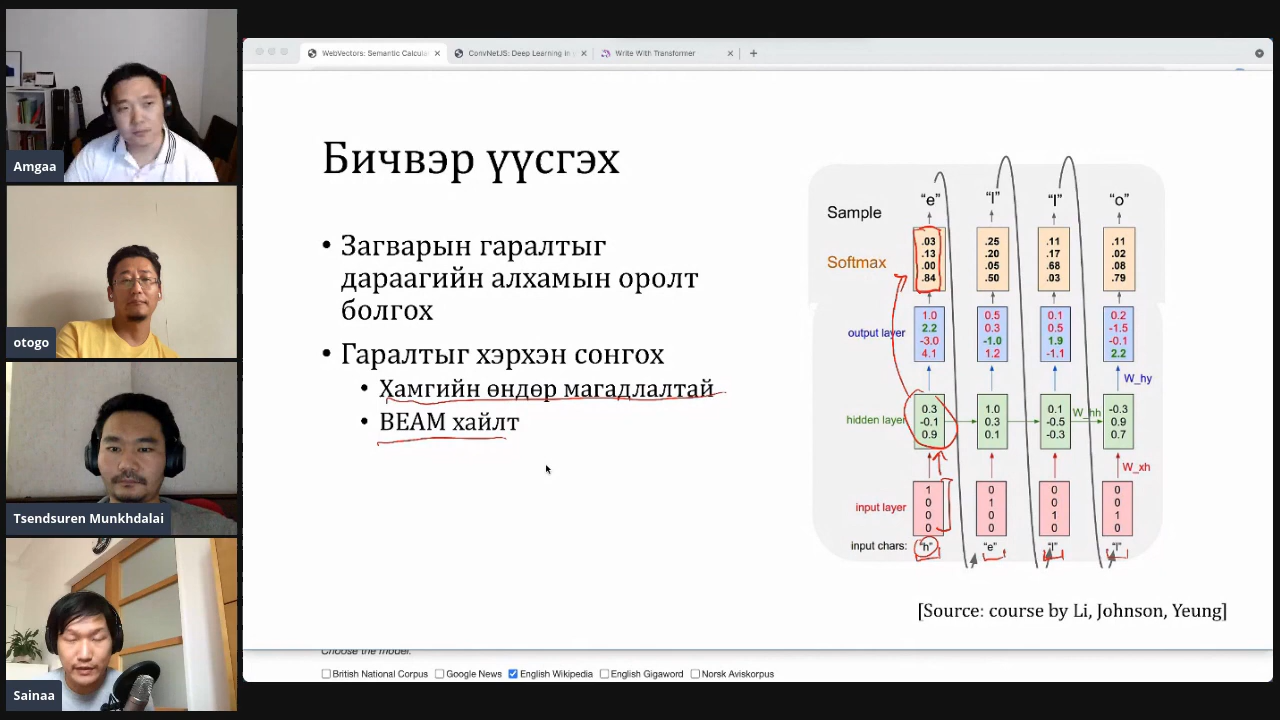 Amgaa
otogo
Tsendsuren Munkhdalai
Sainaa
WebVectors: Semantic Calcula
ConvNetJS: Deep Learning in
Write With Transformer
Бичвэр үүсгэх
• Загварын гаралтыг
дараагийн алхамын оролт
болгох
• Гаралтыг хэрхэн сонгох
• Хамгийн өндөр магадлалтай
• BEAM хайлт
Sample "e" "l" "l" "o"
Softmax
.03 .25 .11 .11
.13 .20 .17 .02
.00 .05 .68 .08
.84 .50 .03 .79
output layer
1.0 0.5 0.1 0.2
2.2 0.3 0.5 -1.5
-3.0 -1.0 1.9 -0.1
4.1 1.2 -1.1 2.2
W_hy
hidden layer
0.3 1.0 0.1 -0.3
-0.1 0.3 -0.5 0.9
0.9 0.1 -0.3 0.7
W_hh
W_xh
input layer
1 0 0 0
0 1 0 0
0 0 1 1
0 0 0 0
input chars: "h" "e" "l" "l"
[Source: course by Li, Johnson, Yeung]
Choose the model:
British National Corpus Google News English Wikipedia English Gigaword Norsk Aviskorpus